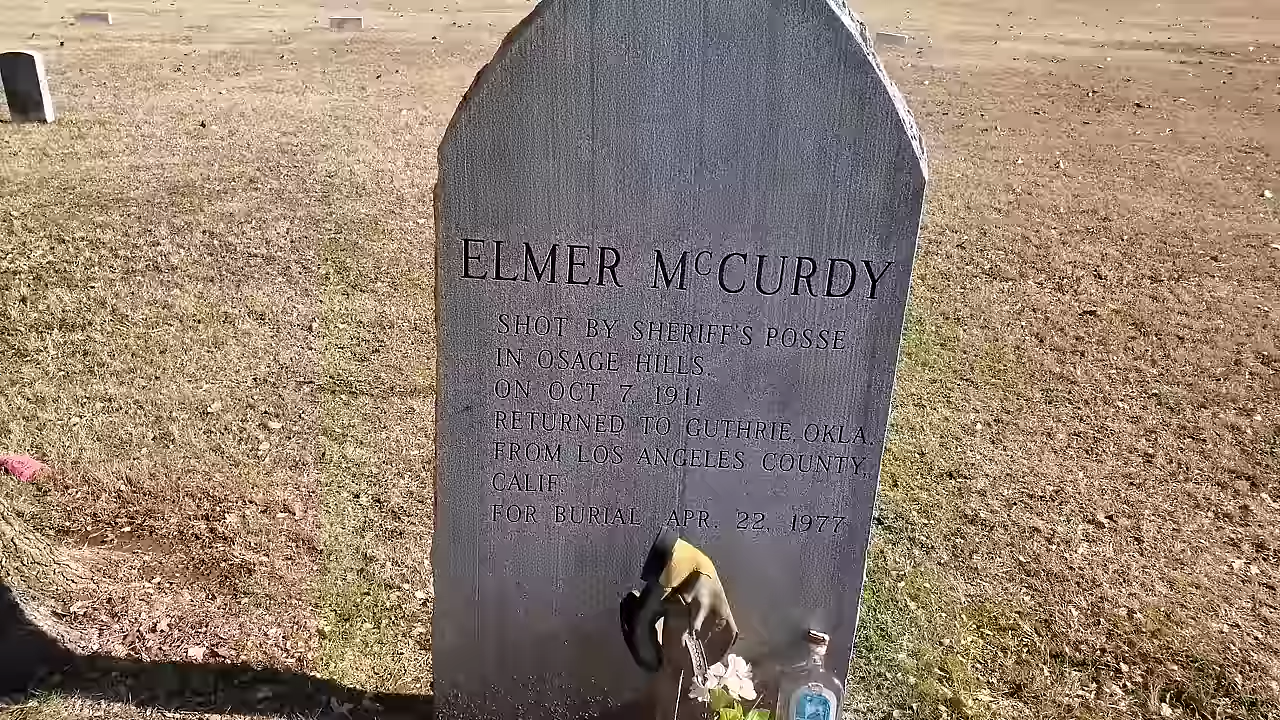 ELMER McCURDY
SHOT BY SHERIFF'S POSSE
IN OSAGE HILLS
ON OCT. 7, 1911
RETURNED TO GUTHRIE, OKLA.
FROM LOS ANGELES COUNTY,
CALIF.
FOR BURIAL APR. 22, 1977